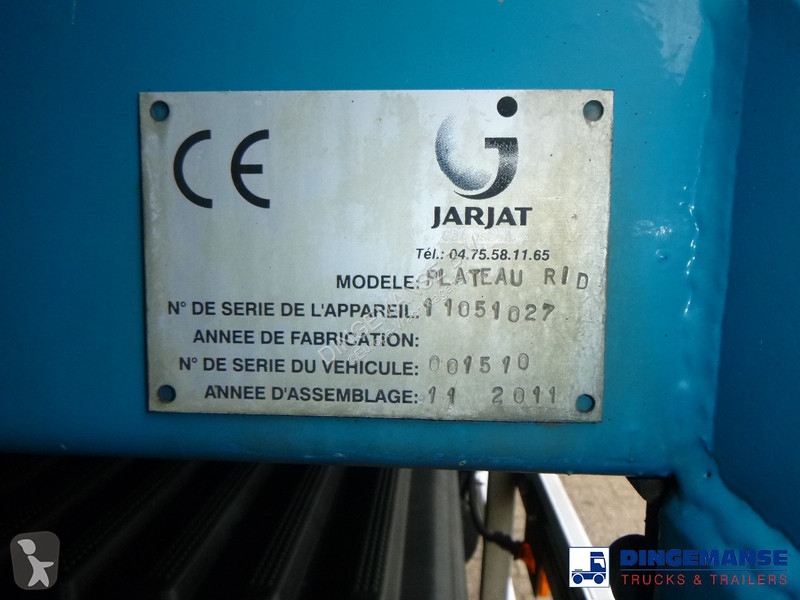 CE
JARJAT
Tél.: 04.75.58.11.65
MODELE: PLATEAU RID
N° DE SERIE DE L'APPAREIL. 11051027
ANNEE DE FABRICATION:
N° DE SERIE DU VEHICULE: 001510
ANNEE D'ASSEMBLAGE: 11 2011
DINGEMANSE
TRUCKS & TRAILERS